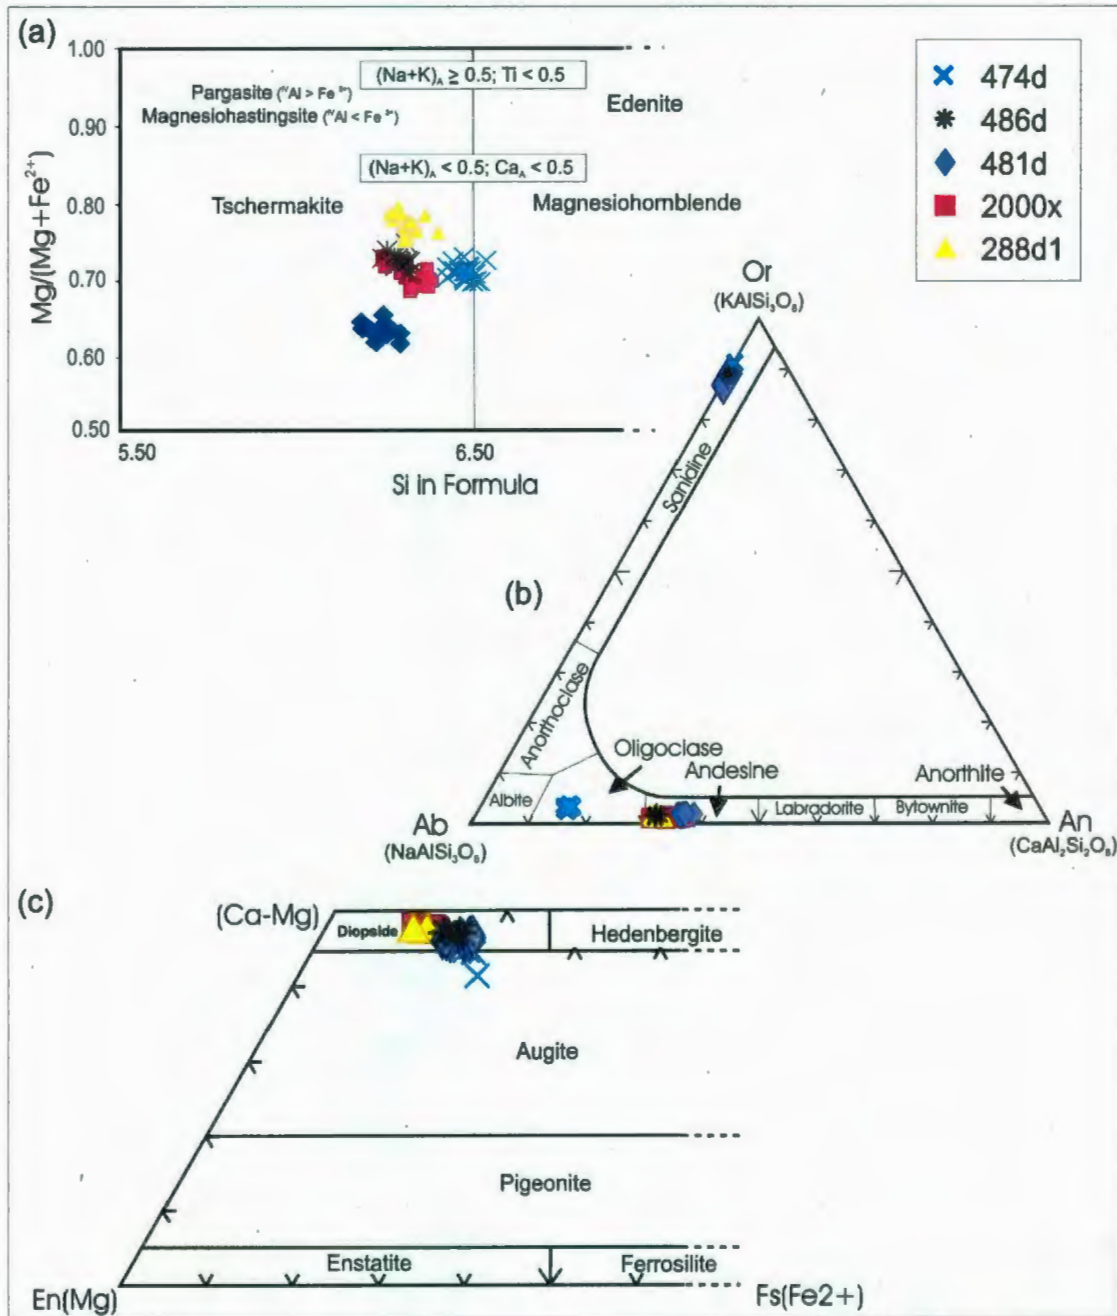 (a)
1.00
0.90
0.80
0.70
0.60
0.50
Mg/(Mg+Fe²⁺)
(Na+K)A ≥ 0.5; Ti < 0.5
Pargasite (ⱽᴵAl > Fe³⁺)
Magnesiohastingsite (ⱽᴵAl < Fe³⁺)
Edenite
(Na+K)A < 0.5; CaA < 0.5
Tschermakite
Magnesiohornblende
5.50
6.50
Si in Formula
474d
486d
481d
2000x
288d1
(b)
Or
(KAlSi₃O₈)
Sanidine
Anorthoclase
Oligoclase
Andesine
Anorthite
Albite
Labradorite
Bytownite
Ab
(NaAlSi₃O₈)
An
(CaAl₂Si₂O₈)
(c)
(Ca-Mg)
Diopside
Hedenbergite
Augite
Pigeonite
Enstatite
Ferrosilite
En(Mg)
Fs(Fe2+)